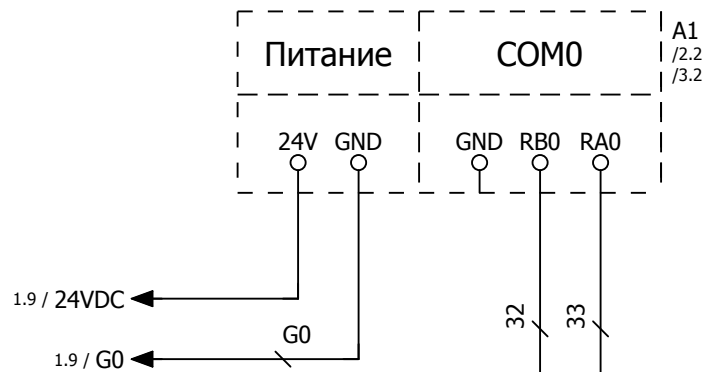 Питание
COM0
A1
/2.2
/3.2
24V GND
GND RB0 RA0
1.9 / 24VDC
32
33
G0
1.9 / G0